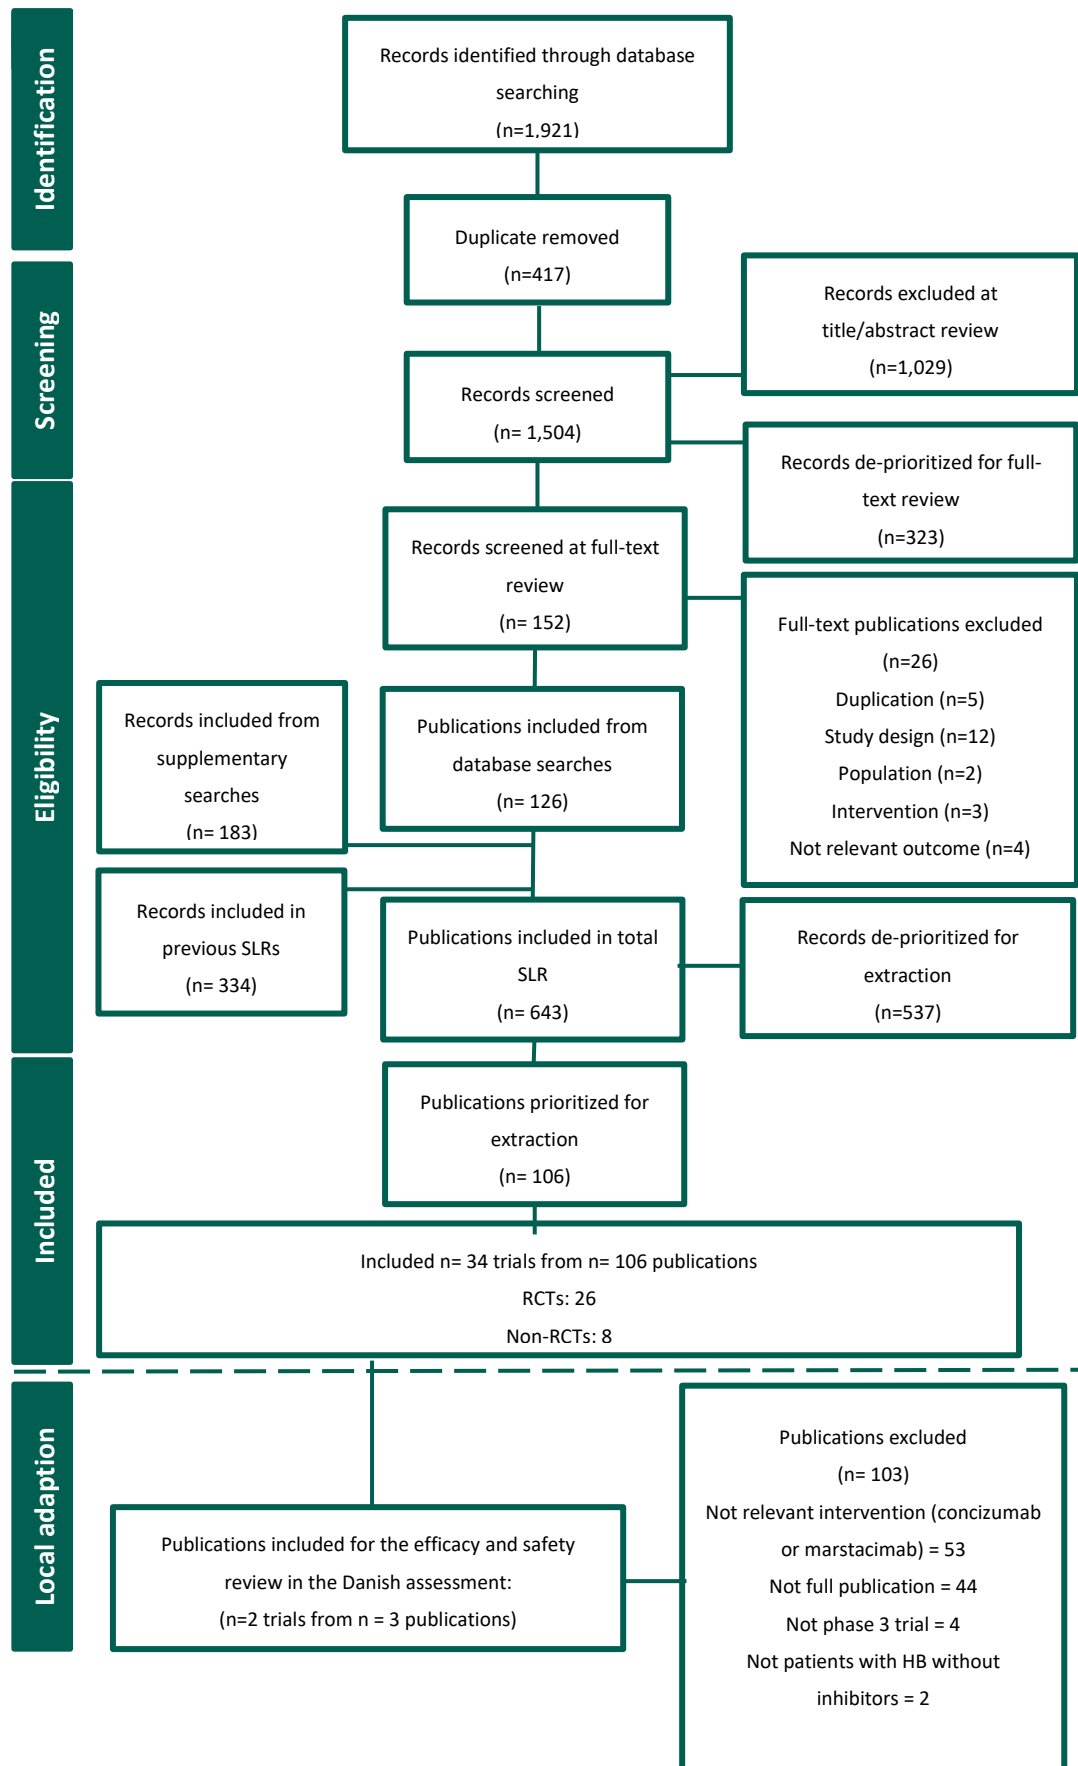 Identification
Records identified through database
searching
(n=1,921)
Duplicate removed
(n=417)
Screening
Records excluded at
title/abstract review
(n=1,029)
Records screened
(n= 1,504)
Records de-prioritized for full-
text review
(n=323)
Eligibility
Records screened at full-text
review
(n= 152)
Full-text publications excluded
(n=26)
Duplication (n=5)
Study design (n=12)
Population (n=2)
Intervention (n=3)
Not relevant outcome (n=4)
Records included from
supplementary
searches
(n= 183)
Publications included from
database searches
(n= 126)
Records included in
previous SLRs
(n= 334)
Publications included in total
SLR
(n= 643)
Records de-prioritized for
extraction
(n=537)
Included
Publications prioritized for
extraction
(n= 106)
Included n= 34 trials from n= 106 publications
RCTs: 26
Non-RCTs: 8
Local adaption
Publications included for the efficacy and safety
review in the Danish assessment:
(n=2 trials from n = 3 publications)
Publications excluded
(n= 103)
Not relevant intervention (concizumab
or marstacimab) = 53
Not full publication = 44
Not phase 3 trial = 4
Not patients with HB without
inhibitors = 2